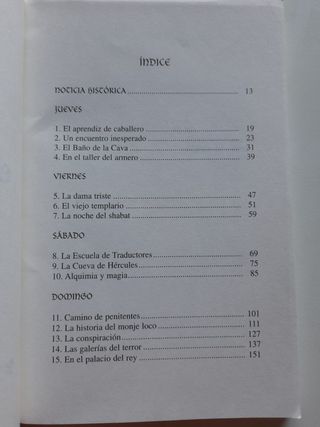 ÍNDICE
NOTICIA HISTÓRICA 13
JUEVES
1. El aprendiz de caballero 19
2. Un encuentro inesperado 23
3. El Baño de la Cava 31
4. En el taller del armero 39
VIERNES
5. La dama triste 47
6. El viejo templario 51
7. La noche del shabat 59
SÁBADO
8. La Escuela de Traductores 69
9. La Cueva de Hércules 75
10. Alquimia y magia 85
DOMINGO
11. Camino de penitentes 101
12. La historia del monje loco 111
13. La conspiración 127
14. Las galerías del terror 137
15. En el palacio del rey 151